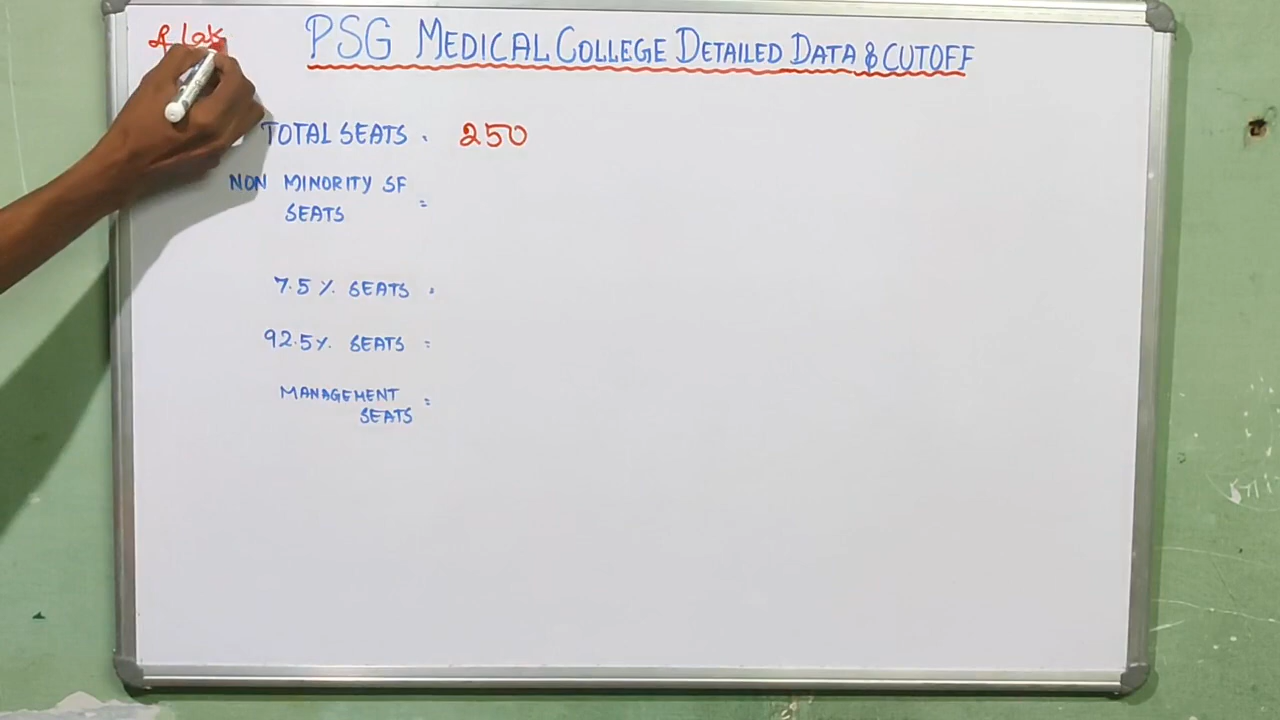 PSG MEDICAL COLLEGE DETAILED DATA & CUTOFF
TOTAL SEATS . 250
NON MINORITY SF
SEATS =
7.5 % SEATS :
92.5 % SEATS :
MANAGEMENT
SEATS :